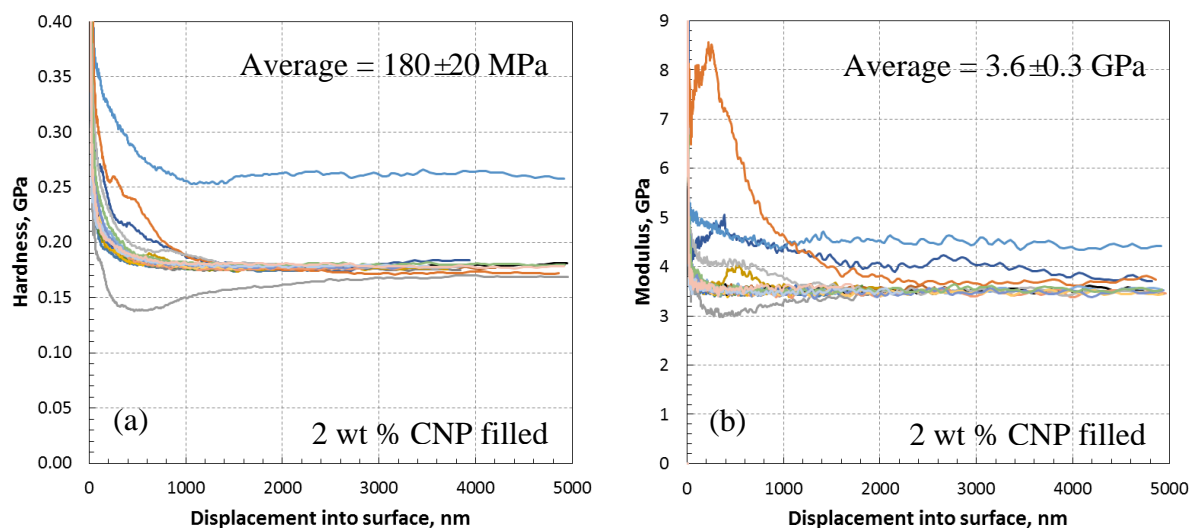 0.40
0.35
0.30
0.25
0.20
0.15
0.10
0.05
0.00
Hardness, GPa
Average = 180±20 MPa
(a)
2 wt % CNP filled
0 1000 2000 3000 4000 5000
Displacement into surface, nm
9
8
7
6
5
4
3
2
1
0
Modulus, GPa
Average = 3.6±0.3 GPa
(b)
2 wt % CNP filled
0 1000 2000 3000 4000 5000
Displacement into surface, nm